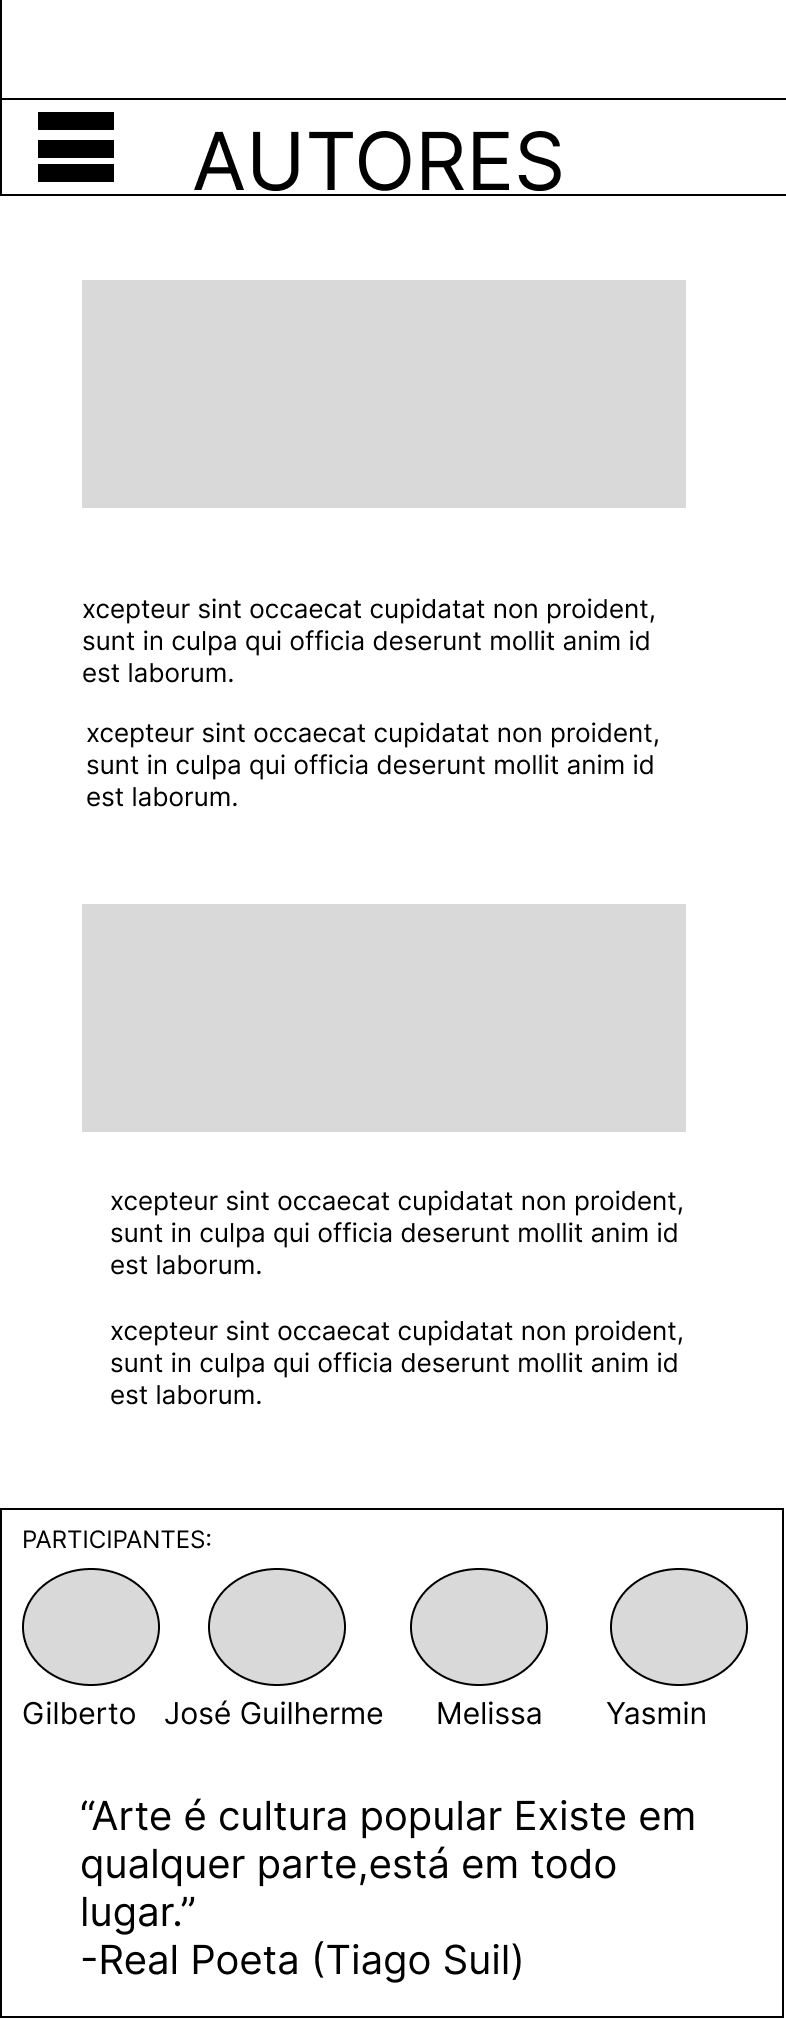 AUTORES
xcepteur sint occaecat cupidatat non proident,
sunt in culpa qui officia deserunt mollit anim id
est laborum.
xcepteur sint occaecat cupidatat non proident,
sunt in culpa qui officia deserunt mollit anim id
est laborum.
xcepteur sint occaecat cupidatat non proident,
sunt in culpa qui officia deserunt mollit anim id
est laborum.
xcepteur sint occaecat cupidatat non proident,
sunt in culpa qui officia deserunt mollit anim id
est laborum.
PARTICIPANTES:
Gilberto José Guilherme Melissa Yasmin
“Arte é cultura popular Existe em
qualquer parte,está em todo
lugar.”
-Real Poeta (Tiago Suil)